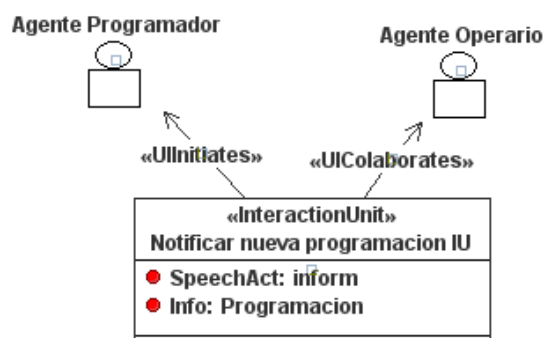 Agente Programador
Agente Operario
«UIInitiates»
«UIColaborates»
«InteractionUnit»
Notificar nueva programacion IU
SpeechAct: inform
Info: Programacion